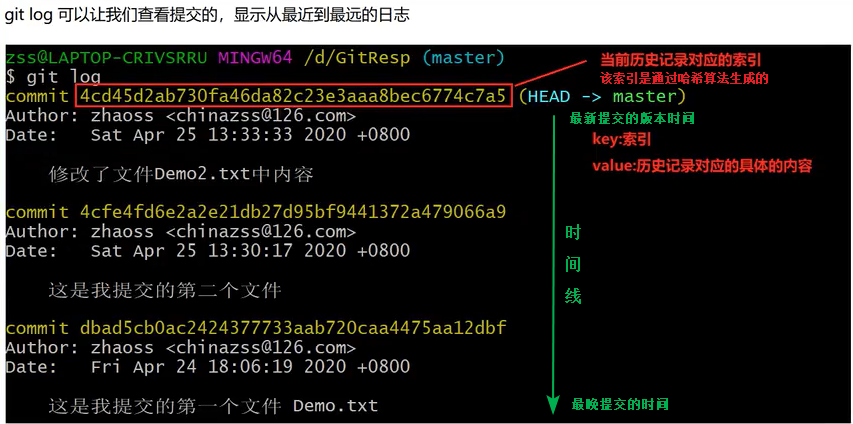 git log 可以让我们查看提交的，显示从最近到最远的日志
zss@LAPTOP-CRIVSRRU MINGW64 /d/GitResp (master)
$ git log
当前历史记录对应的索引
该索引是通过哈希算法生成的
commit 4cd45d2ab730fa46da82c23e3aaa8bec6774c7a5 (HEAD -> master)
Author: zhaoss <chinazss@126.com>
最新提交的版本时间
Date:   Sat Apr 25 13:33:33 2020 +0800
key:索引
value:历史记录对应的具体的内容
修改了文件Demo2.txt中内容
commit 4cfe4fd6e2a2e21db27d95bf9441372a479066a9
Author: zhaoss <chinazss@126.com>
Date:   Sat Apr 25 13:30:17 2020 +0800
时
间
线
这是我提交的第二个文件
commit dbad5cb0ac2424377733aab720caa4475aa12dbf
Author: zhaoss <chinazss@126.com>
Date:   Fri Apr 24 18:06:19 2020 +0800
这是我提交的第一个文件 Demo.txt
最晚提交的时间